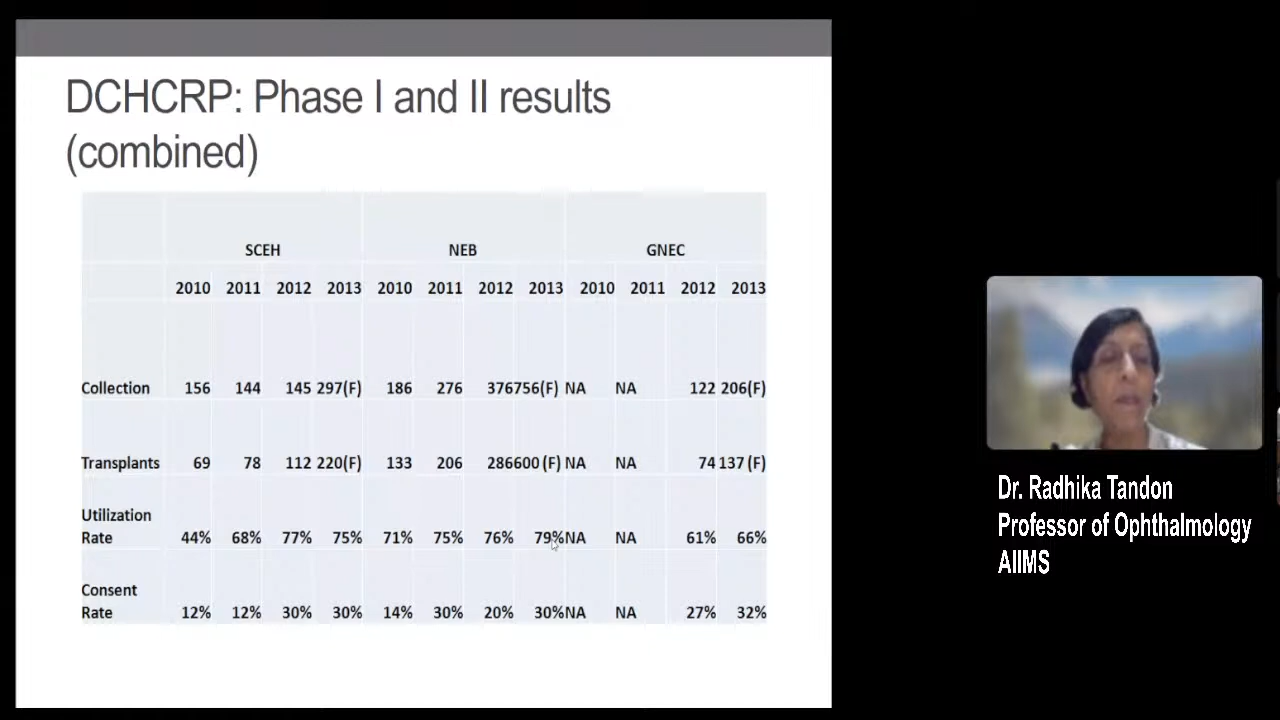 DCHCRP: Phase I and II results
(combined)
SCEH NEB GNEC
2010 2011 2012 2013 2010 2011 2012 2013 2010 2011 2012 2013
Collection 156 144 145 297(F) 186 276 376 756(F) NA NA 122 206(F)
Transplants 69 78 112 220(F) 133 206 286 600 (F) NA NA 74 137 (F)
Utilization
Rate 44% 68% 77% 75% 71% 75% 76% 79% NA NA 61% 66%
Consent
Rate 12% 12% 30% 30% 14% 30% 20% 30% NA NA 27% 32%
Dr. Radhika Tandon
Professor of Ophthalmology
AIIMS